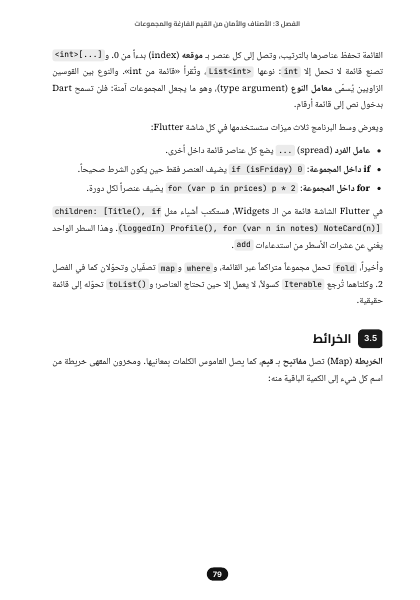 الفصل 3: الأصناف والأمان من القيم الفارغة والمجموعات
القائمة تحفظ عناصرها بالترتيب، وتصل إلى كل عنصر بـ موقعه (index) بدءاً من 0. و <int>[...]
تصنع قائمة لا تحمل إلا int : نوعها List<int> ، وتُقرأ «قائمة من int». والنوع بين القوسين
الزاويين يُسمّى معامل النوع (type argument)، وهو ما يجعل المجموعات آمنة: فلن تسمح Dart
بدخول نص إلى قائمة أرقام.
ويعرض وسط البرنامج ثلاث ميزات ستستخدمها في كل شاشة Flutter:
• عامل الفرد (spread) ... يضع كل عناصر قائمة داخل أخرى.
• if داخل المجموعة: if (isFriday) 0 يضيف العنصر فقط حين يكون الشرط صحيحاً.
• for داخل المجموعة: for (var p in prices) p * 2 يضيف عنصراً لكل دورة.
في Flutter الشاشة قائمة من الـ Widgets، فستكتب أشياء مثل children: [Title(), if
(loggedIn) Profile(), for (var n in notes) NoteCard(n)] . وهذا السطر الواحد
يغني عن عشرات الأسطر من استدعاءات add .
وأخيراً، fold تحمل مجموعاً متراكماً عبر القائمة، و where و map تصفّيان وتحوّلان كما في الفصل
2. وكلتاهما تُرجع Iterable كسولاً، لا يعمل إلا حين تحتاج العناصر؛ و toList() تحوّله إلى قائمة
حقيقية.
3.5 الخرائط
الخريطة (Map) تصل مفاتيح بـ قيم، كما يصل القاموس الكلمات بمعانيها. ومخزون المقهى خريطة من
اسم كل شيء إلى الكمية الباقية منه:
79